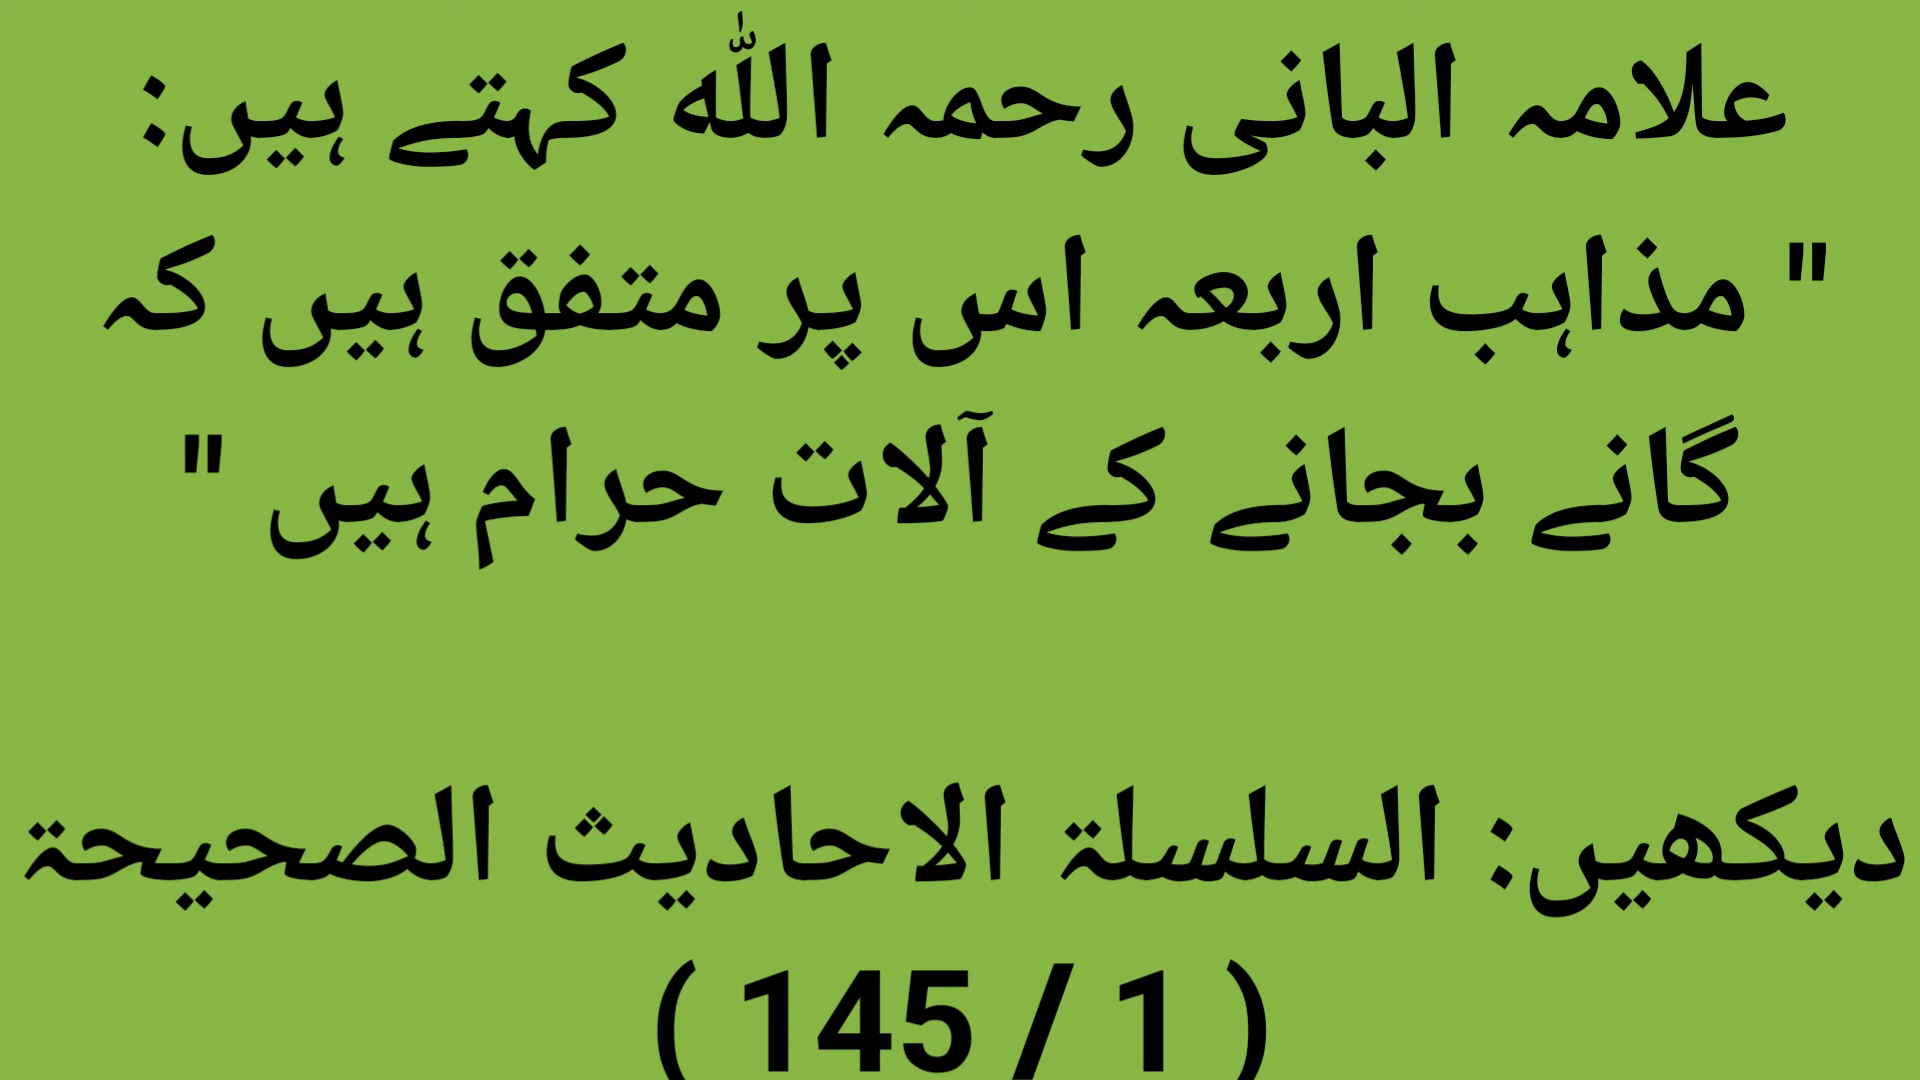 علامہ البانی رحمہ اللہ کہتے ہیں:
" مذاہب اربعہ اس پر متفق ہیں کہ
گانے بجانے کے آلات حرام ہیں "
دیکھیں: السلسلۃ الاحادیث الصحیحۃ
( 1 / 145 )